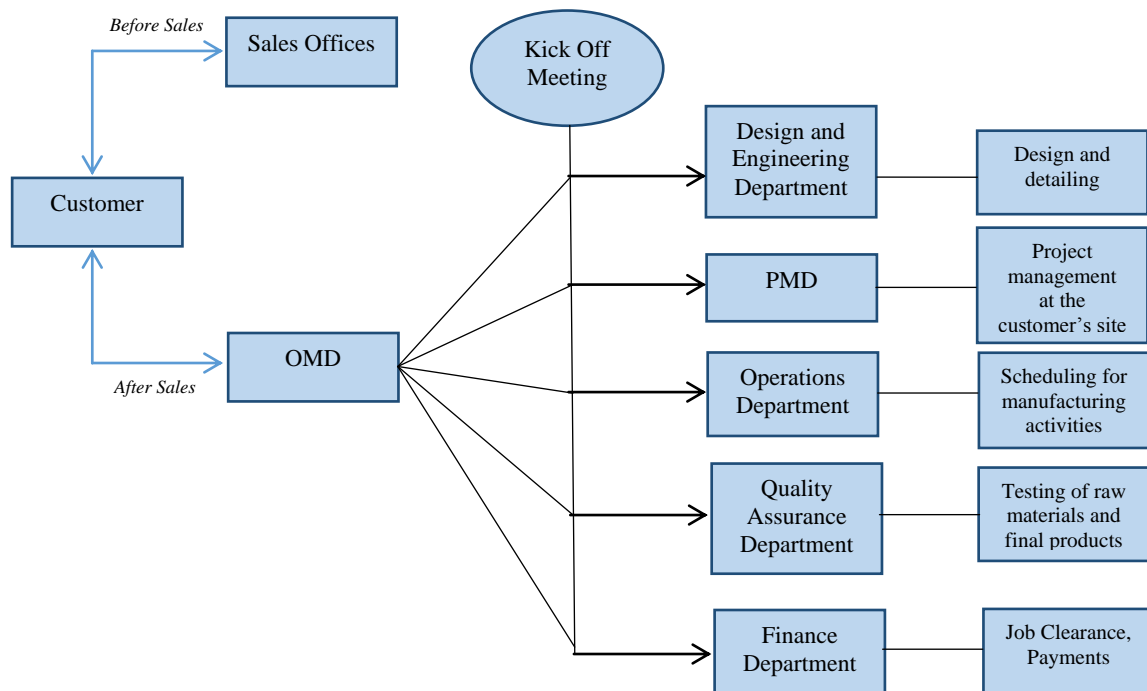 Before Sales
Sales Offices
Kick Off
Meeting
Customer
After Sales
OMD
Design and
Engineering
Department
Design and
detailing
PMD
Project
management
at the
customer’s site
Operations
Department
Scheduling for
manufacturing
activities
Quality
Assurance
Department
Testing of raw
materials and
final products
Finance
Department
Job Clearance,
Payments